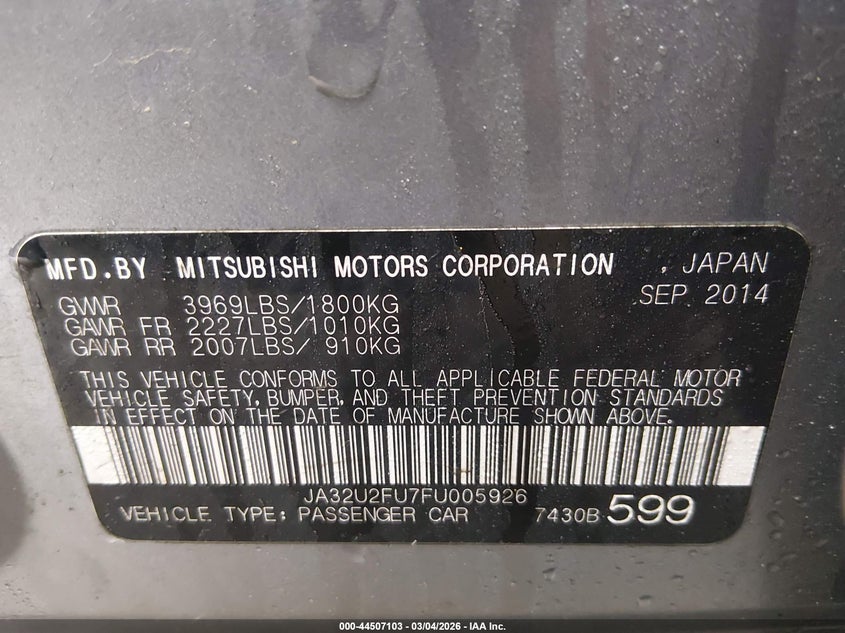 MFD.BY MITSUBISHI MOTORS CORPORATION , JAPAN
SEP 2014
GVWR 3969LBS/1800KG
GAWR FR 2227LBS/1010KG
GAWR RR 2007LBS/ 910KG
THIS VEHICLE CONFORMS TO ALL APPLICABLE FEDERAL MOTOR
VEHICLE SAFETY, BUMPER, AND THEFT PREVENTION STANDARDS
IN EFFECT ON THE DATE OF MANUFACTURE SHOWN ABOVE.
JA32U2FU7FU005926
VEHICLE TYPE: PASSENGER CAR 7430B 599
000-44507103 - 03/04/2026 - IAA Inc.